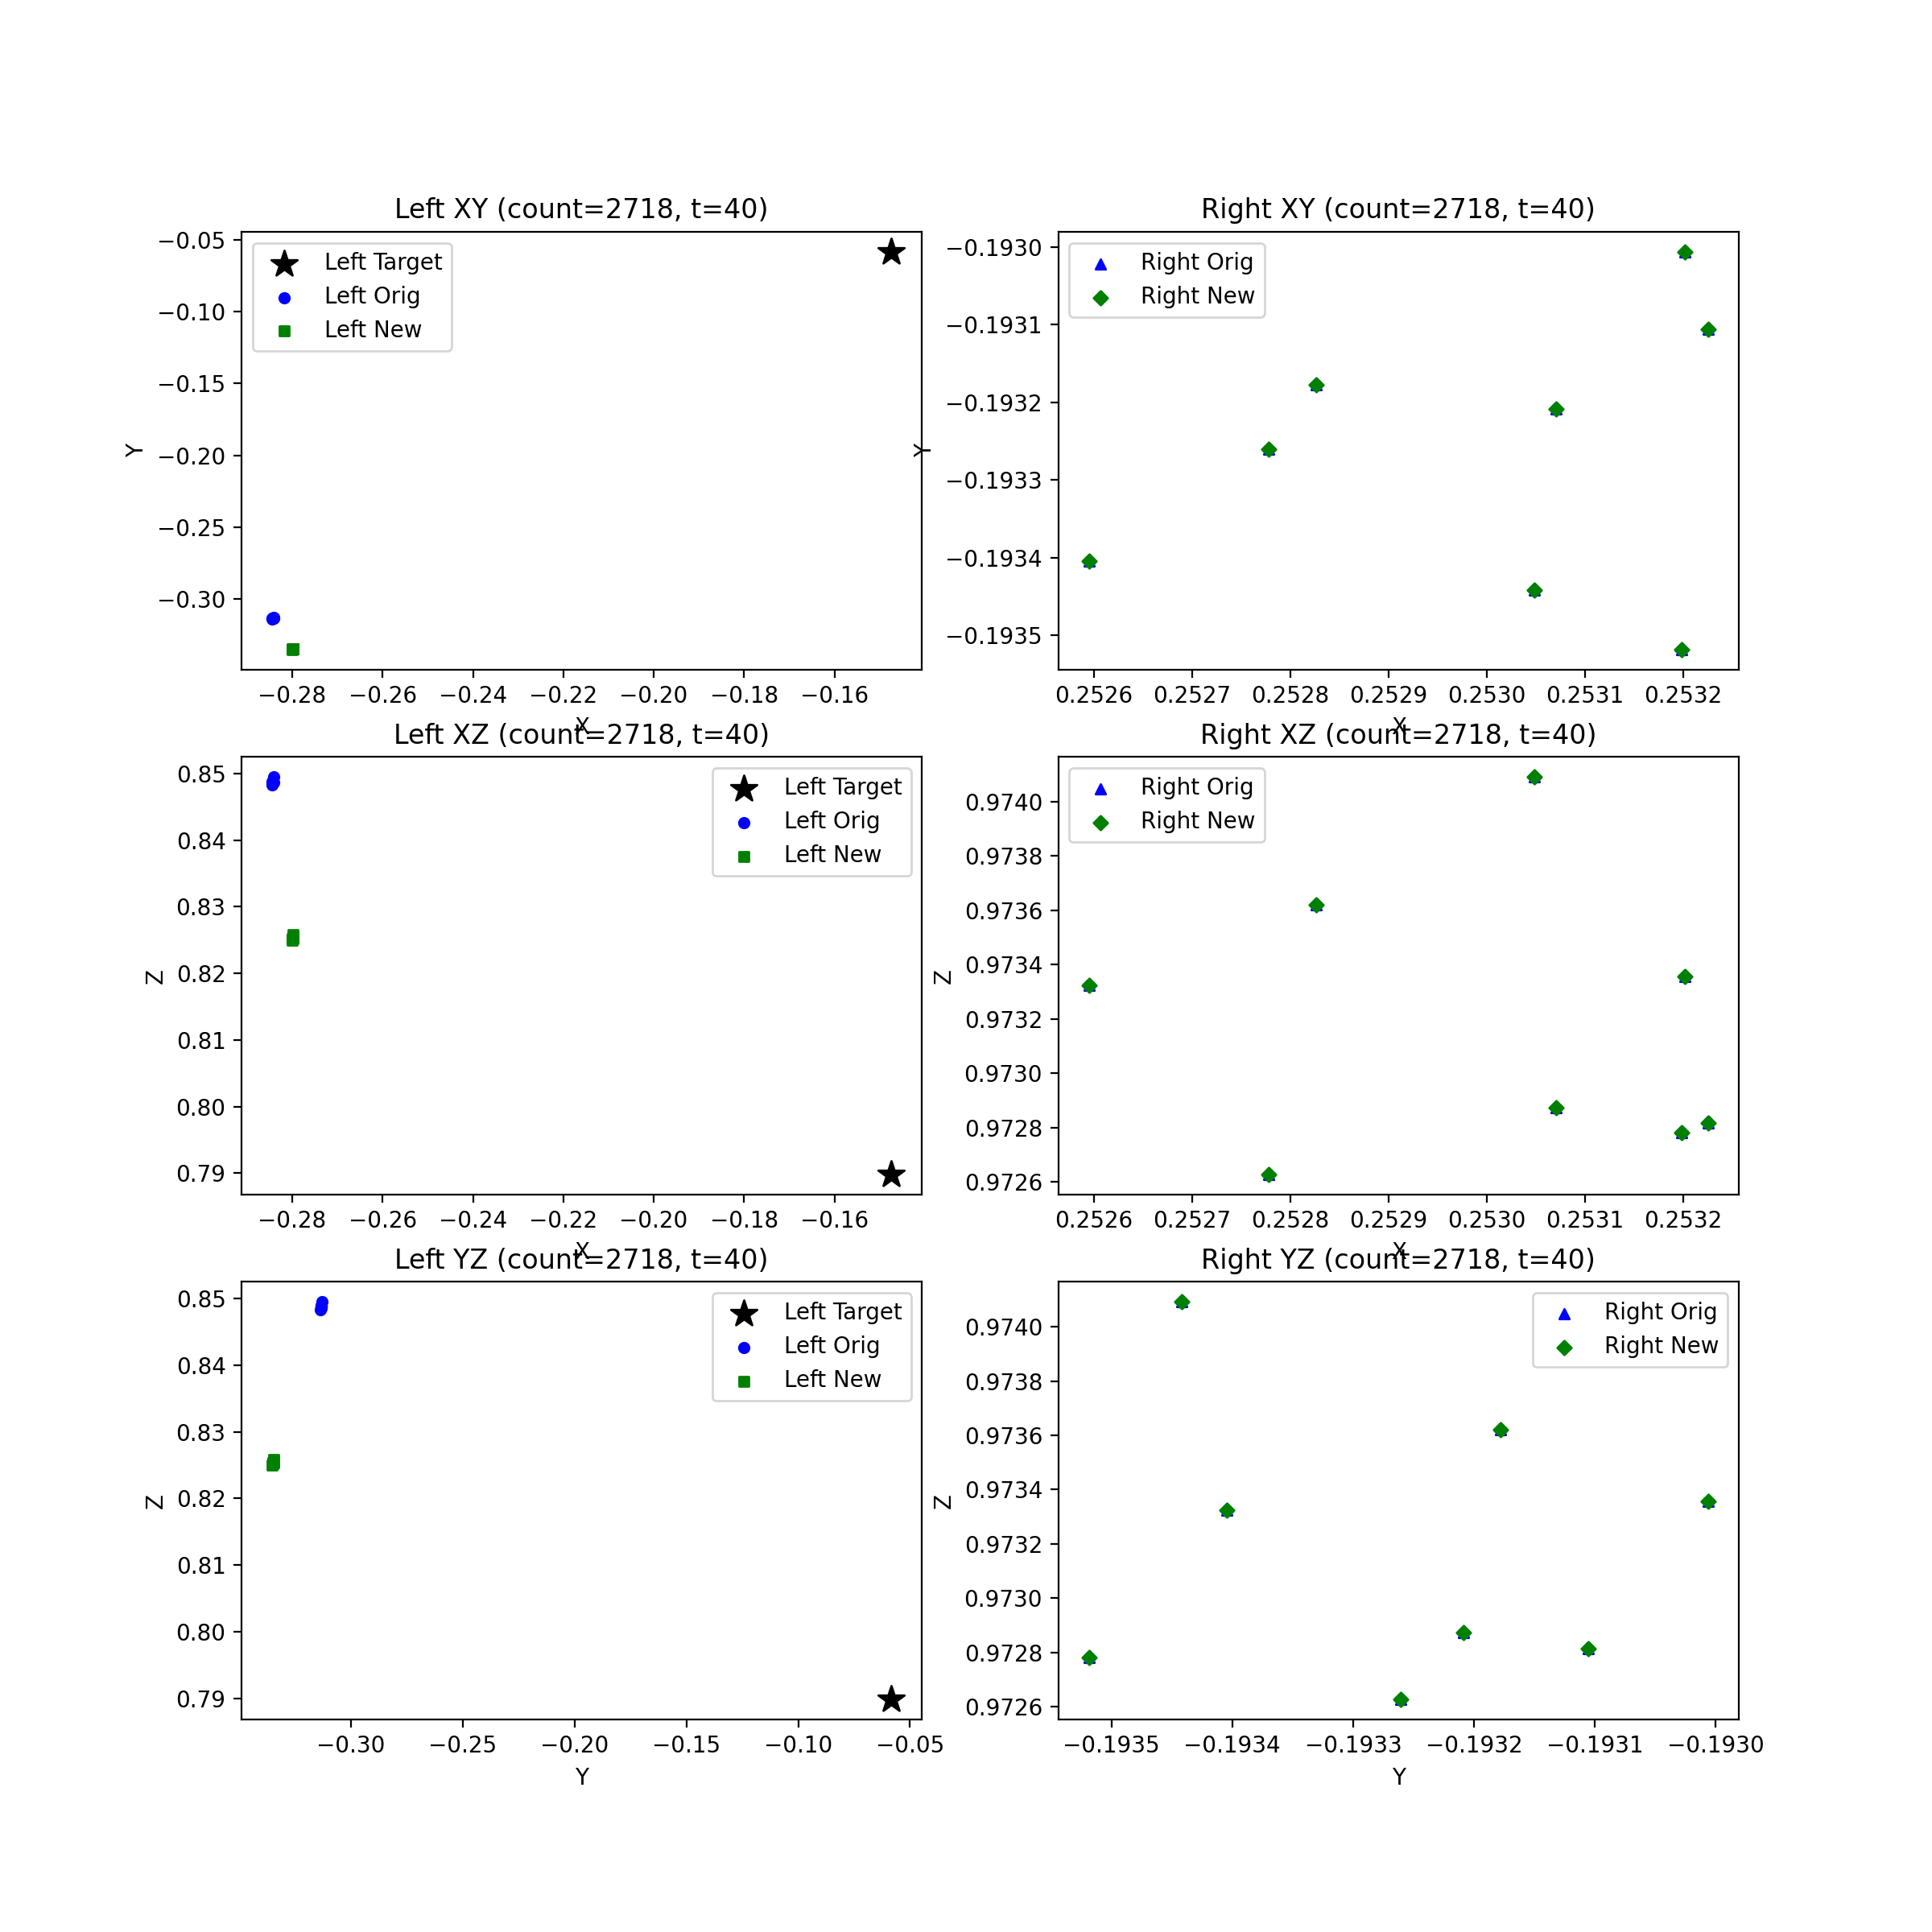 Left XY (count=2718, t=40)
−0.05
−0.10
−0.15
−0.20
−0.25
−0.30
Y
Left Target
Left Orig
Left New
−0.28 −0.26 −0.24 −0.22 −0.20 −0.18 −0.16
X
Right XY (count=2718, t=40)
−0.1930
−0.1931
−0.1932
−0.1933
−0.1934
−0.1935
Y
Right Orig
Right New
0.2526 0.2527 0.2528 0.2529 0.2530 0.2531 0.2532
X
Left XZ (count=2718, t=40)
0.85
0.84
0.83
0.82
0.81
0.80
0.79
Z
Left Target
Left Orig
Left New
−0.28 −0.26 −0.24 −0.22 −0.20 −0.18 −0.16
X
Right XZ (count=2718, t=40)
0.9740
0.9738
0.9736
0.9734
0.9732
0.9730
0.9728
0.9726
Z
Right Orig
Right New
0.2526 0.2527 0.2528 0.2529 0.2530 0.2531 0.2532
X
Left YZ (count=2718, t=40)
0.85
0.84
0.83
0.82
0.81
0.80
0.79
Z
Left Target
Left Orig
Left New
−0.30 −0.25 −0.20 −0.15 −0.10 −0.05
Y
Right YZ (count=2718, t=40)
0.9740
0.9738
0.9736
0.9734
0.9732
0.9730
0.9728
0.9726
Z
Right Orig
Right New
−0.1935 −0.1934 −0.1933 −0.1932 −0.1931 −0.1930
Y